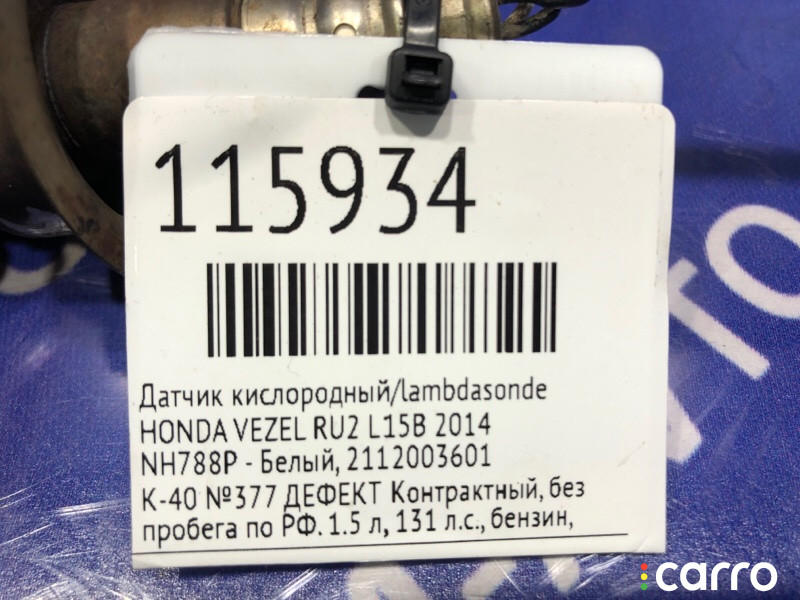 115934
Датчик кислородный/lambdasonde
HONDA VEZEL RU2 L15B 2014
NH788P - Белый, 2112003601
К-40 №377 ДЕФЕКТ Контрактный, без
пробега по РФ. 1.5 л, 131 л.с., бензин,
carro